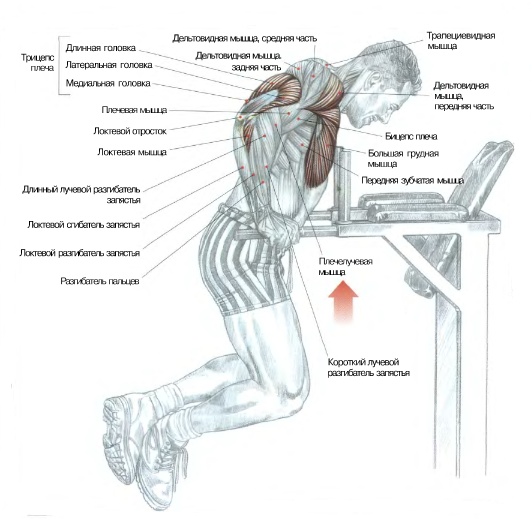 Дельтовидная мышца, средняя часть
Трапециевидная
мышца
Трицепс
плеча
Длинная головка
Латеральная головка
Медиальная головка
Дельтовидная мышца.
задняя часть
Дельтовидная
мышца,
передняя часть
Плечевая мышца
Локтевой отросток
Локтевая мышца
Бицепс плеча
Большая грудная
мышца
Передняя зубчатая мышца
Длинный лучевой разгибатель
запястья
Локтевой сгибатель запястья
Локтевой разгибатель запястья
Разгибатель пальцев
Плечелучевая
мышца
Короткий лучевой
разгибатель запястья